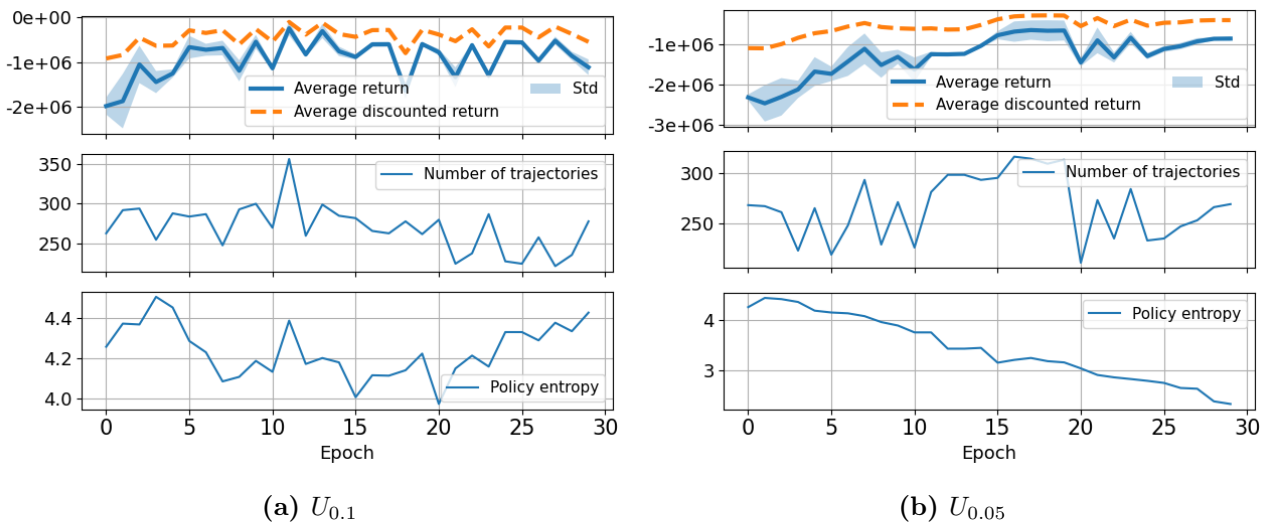 0e+00
-1e+06
-2e+06
Average return
Average discounted return
Std
350
300
250
Number of trajectories
4.4
4.2
4.0
Policy entropy
0 5 10 15 20 25 30
Epoch
(a) U0.1
-1e+06
-2e+06
-3e+06
Average return
Average discounted return
Std
300
250
Number of trajectories
4
3
Policy entropy
0 5 10 15 20 25 30
Epoch
(b) U0.05